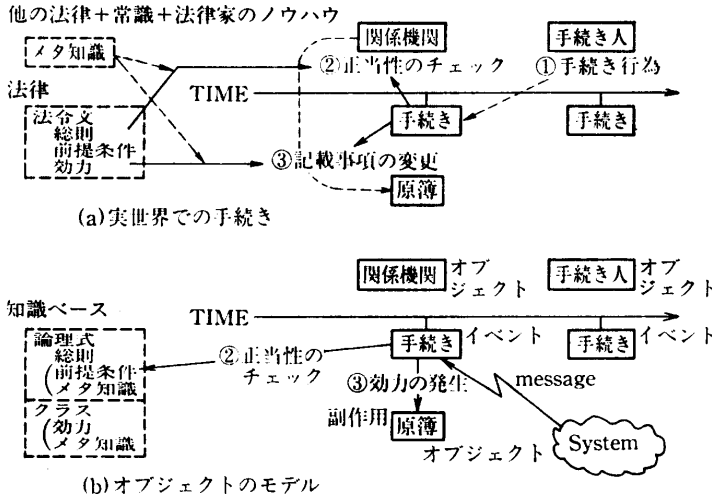 他の法律＋常識＋法律家のノウハウ
メタ知識
関係機関
手続き人
②正当性のチェック
①手続き行為
法律
TIME
法令文
総則
前提条件
効力
手続き
手続き
③記載事項の変更
原簿
(a)実世界での手続き
関係機関
オブジェクト
手続き人
オブジェクト
知識ベース
TIME
論理式
総則
(前提条件
メタ知識
クラス
(効力
メタ知識
②正当性の
チェック
手続き
イベント
手続き
イベント
③効力の発生
message
副作用
原簿
オブジェクト
System
(b)オブジェクトのモデル